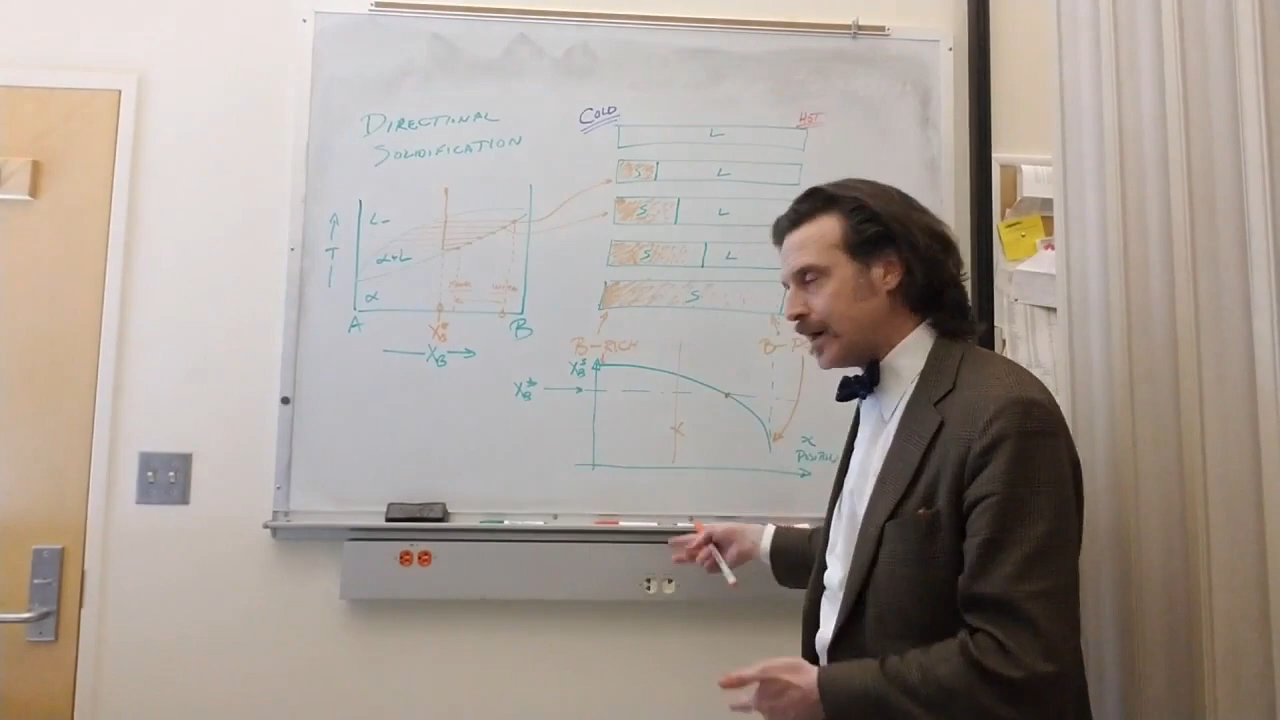 DIRECTIONAL
SOLIDIFICATION
COLD
HOT
L
S L
S L
S L
S
↑
T
L
α+L
α
A
B
X_B*
X_B →
B-RICH
B-P
X_B^S
X_B* →
x
POSITION